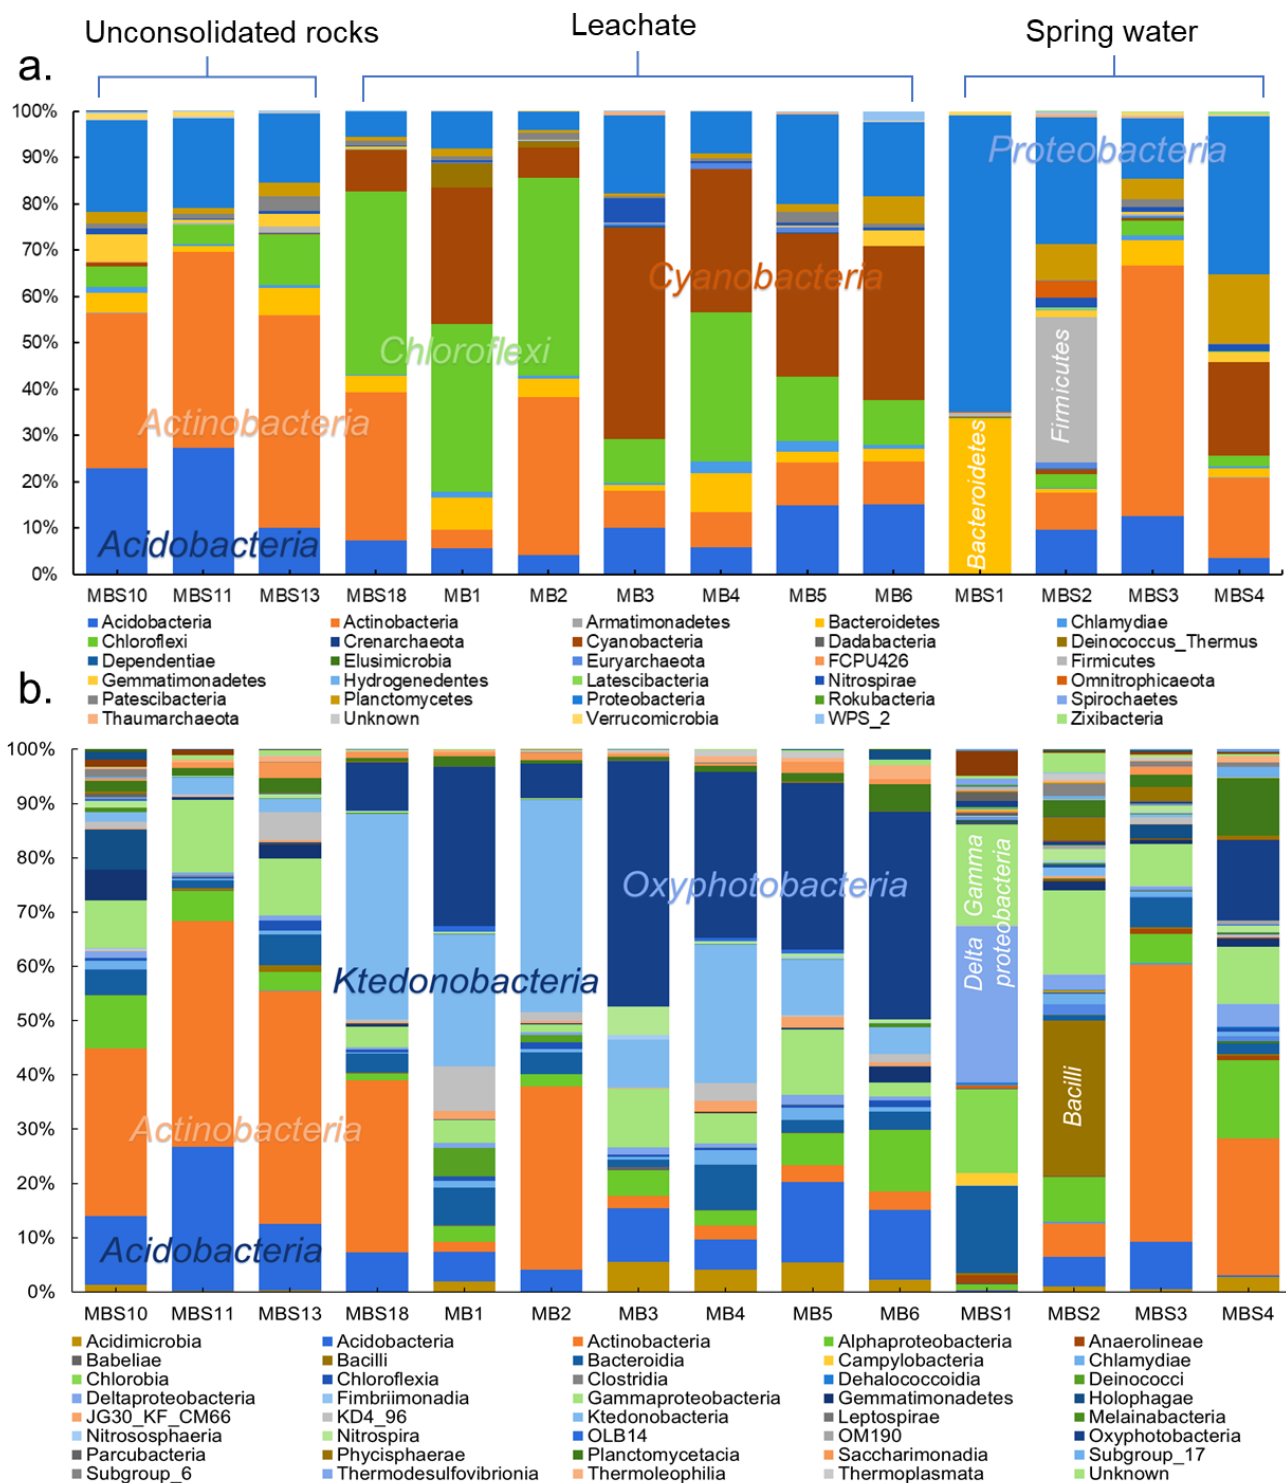 Unconsolidated rocks Leachate Spring water
a.
100%
90%
80%
70%
60%
50%
40%
30%
20%
10%
0%
Proteobacteria
Cyanobacteria
Chloroflexi
Firmicutes
Actinobacteria
Bacteroidetes
Acidobacteria
MBS10 MBS11 MBS13 MBS18 MB1 MB2 MB3 MB4 MB5 MB6 MBS1 MBS2 MBS3 MBS4
Acidobacteria Actinobacteria Armatimonadetes Bacteroidetes Chlamydiae
Chloroflexi Crenarchaeota Cyanobacteria Dadabacteria Deinococcus_Thermus
Dependentiae Elusimicrobia Euryarchaeota FCPU426 Firmicutes
Gemmatimonadetes Hydrogenedentes Latescibacteria Nitrospirae Omnitrophicaeota
Patescibacteria Planctomycetes Proteobacteria Rokubacteria Spirochaetes
Thaumarchaeota Unknown Verrucomicrobia WPS_2 Zixibacteria
b.
100%
90%
80%
70%
60%
50%
40%
30%
20%
10%
0%
Gamma
proteobacteria
Delta
Oxyphotobacteria
Ktedonobacteria
Bacilli
Actinobacteria
Acidobacteria
MBS10 MBS11 MBS13 MBS18 MB1 MB2 MB3 MB4 MB5 MB6 MBS1 MBS2 MBS3 MBS4
Acidimicrobia Acidobacteria Actinobacteria Alphaproteobacteria Anaerolineae
Babeliae Bacilli Bacteroidia Campylobacteria Chlamydiae
Chlorobia Chloroflexia Clostridia Dehalococcoidia Deinococci
Deltaproteobacteria Fimbriimonadia Gammaproteobacteria Gemmatimonadetes Holophagae
JG30_KF_CM66 KD4_96 Ktedonobacteria Leptospirae Melainabacteria
Nitrososphaeria Nitrospira OLB14 OM190 Oxyphotobacteria
Parcubacteria Phycisphaerae Planctomycetacia Saccharimonadia Subgroup_17
Subgroup_6 Thermodesulfovibrionia Thermoleophilia Thermoplasmata Unknown